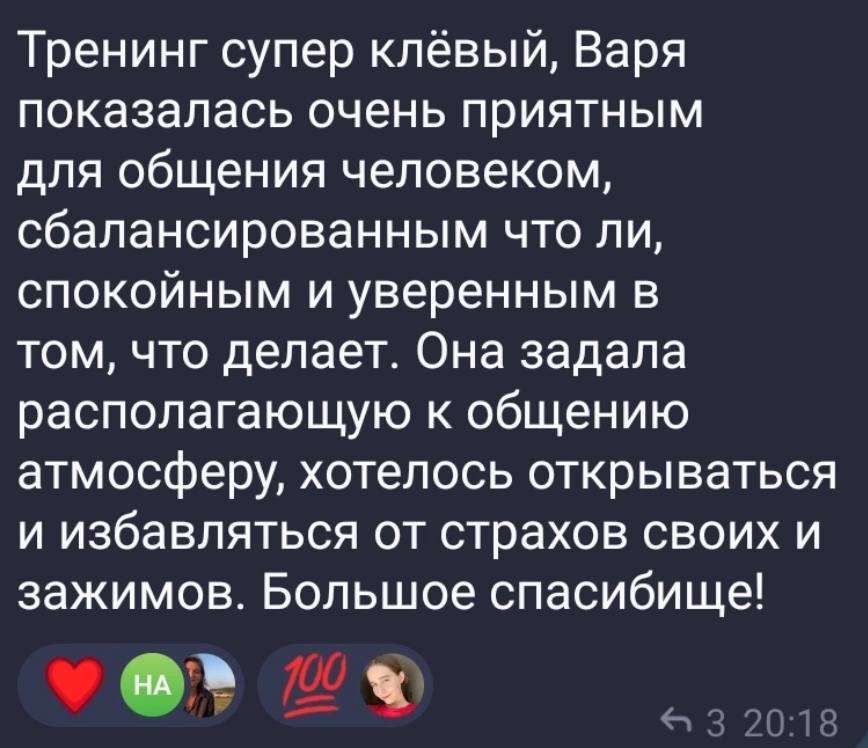 Тренинг супер клёвый, Варя
показалась очень приятным
для общения человеком,
сбалансированным что ли,
спокойным и уверенным в
том, что делает. Она задала
располагающую к общению
атмосферу, хотелось открываться
и избавляться от страхов своих и
зажимов. Большое спасибище!
НА 100
3 20:18